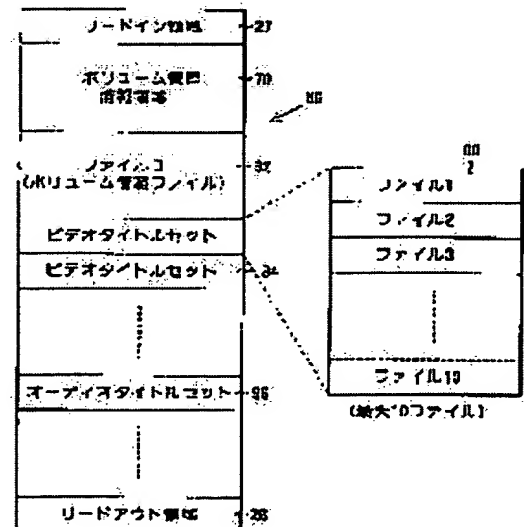 リードイン領域
27
ボリューム管理
情報領域
70
80
ファイル
(ボリューム管理ファイル)
ビデオタイトルセット
ビデオタイトルセット
オーディオタイトルセット
96
リードアウト領域
28
ファイル1
ファイル2
ファイル3
ファイル10
(最大10ファイル)